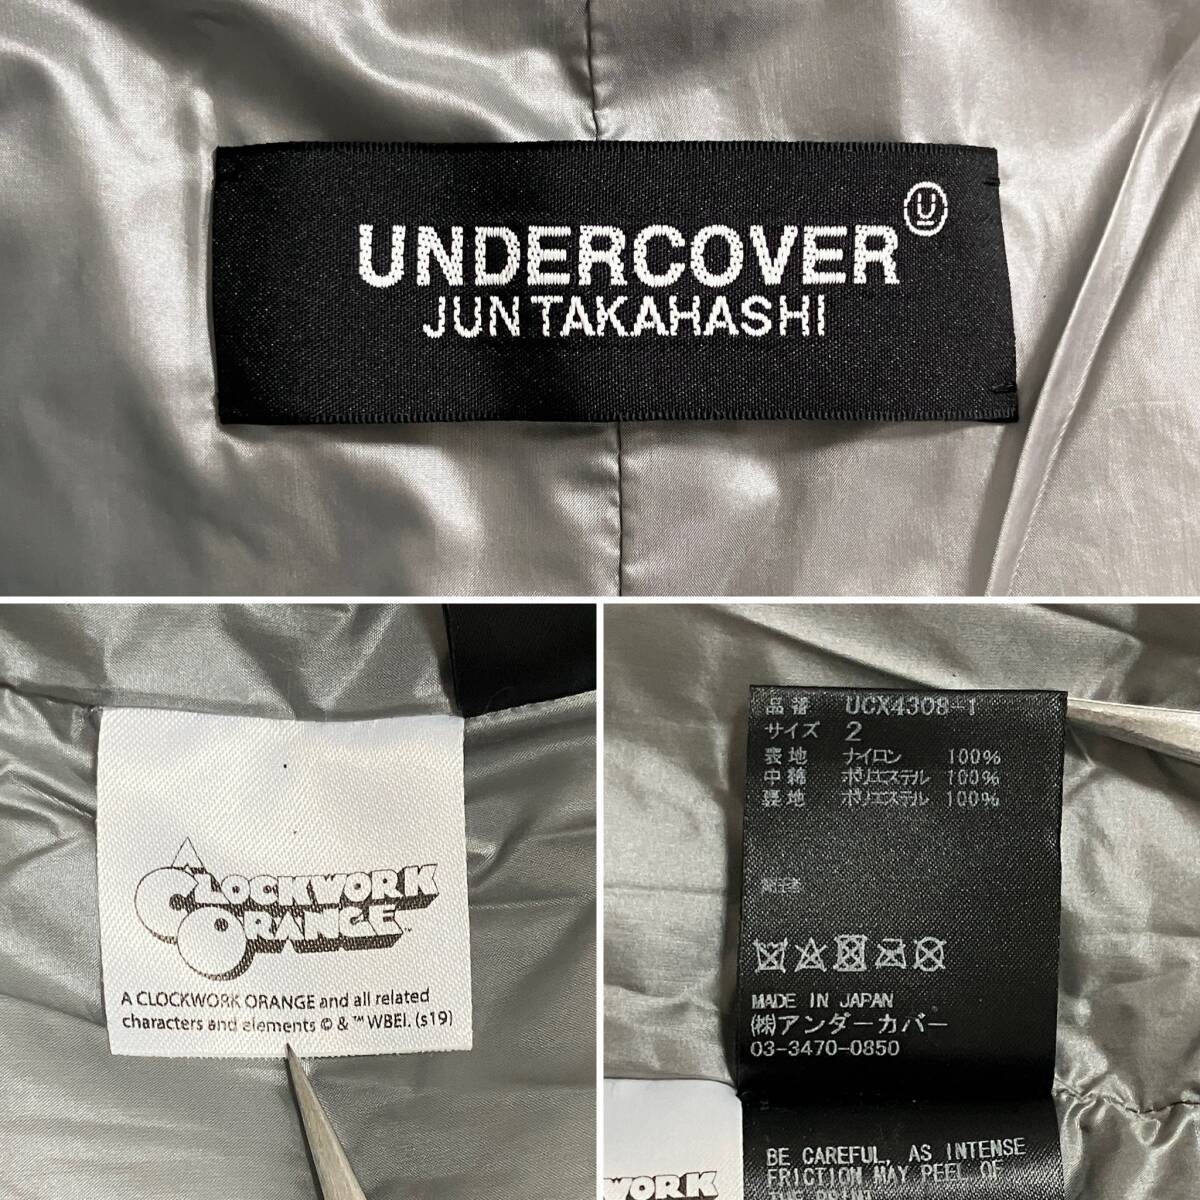 UNDERCOVER
JUN TAKAHASHI
CLOCKWORK
ORANGE™
A CLOCKWORK ORANGE and all related
characters and elements © & ™ WBEI. (s19)
品番 UCX4308-1
サイズ 2
表地 ナイロン 100%
中綿 ポリエステル 100%
裏地 ポリエステル 100%
MADE IN JAPAN
(株)アンダーカバー
03-3470-0850
BE CAREFUL, AS INTENSE
FRICTION MAY PEEL OF
THE PRINT
WORK